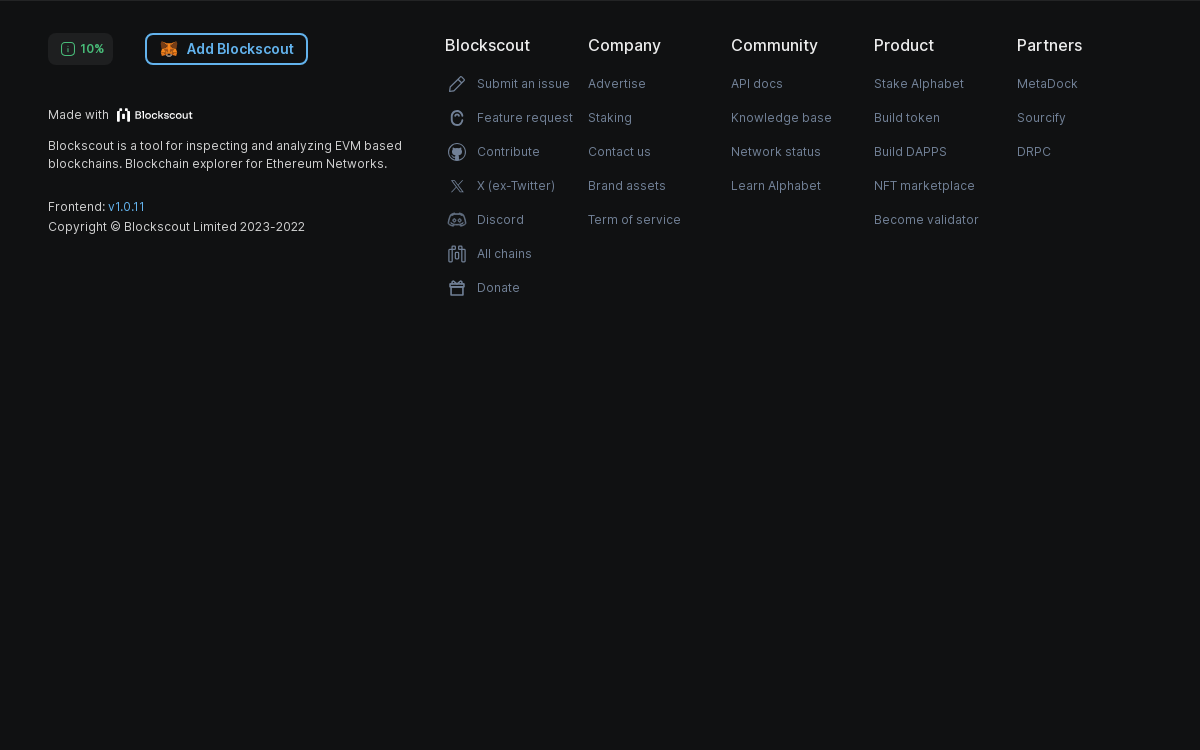 10%
Add Blockscout
Made with Blockscout
Blockscout is a tool for inspecting and analyzing EVM based
blockchains. Blockchain explorer for Ethereum Networks.
Frontend: v1.0.11
Copyright © Blockscout Limited 2023-2022
Blockscout
Submit an issue
Feature request
Contribute
X (ex-Twitter)
Discord
All chains
Donate
Company
Advertise
Staking
Contact us
Brand assets
Term of service
Community
API docs
Knowledge base
Network status
Learn Alphabet
Product
Stake Alphabet
Build token
Build DAPPS
NFT marketplace
Become validator
Partners
MetaDock
Sourcify
DRPC